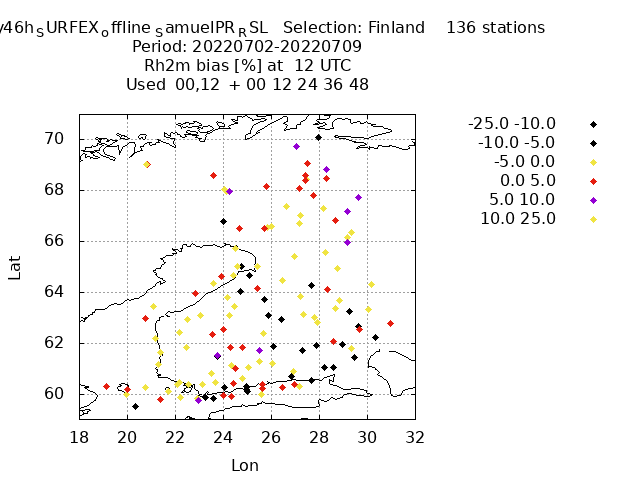 y46h_SURFEX_offline_SamuelPR_RSL Selection: Finland 136 stations
Period: 20220702-20220709
Rh2m bias [%] at 12 UTC
Used 00,12 + 00 12 24 36 48
-25.0 -10.0
-10.0 -5.0
-5.0 0.0
0.0 5.0
5.0 10.0
10.0 25.0
70
68
66
64
62
60
Lat
18 20 22 24 26 28 30 32
Lon